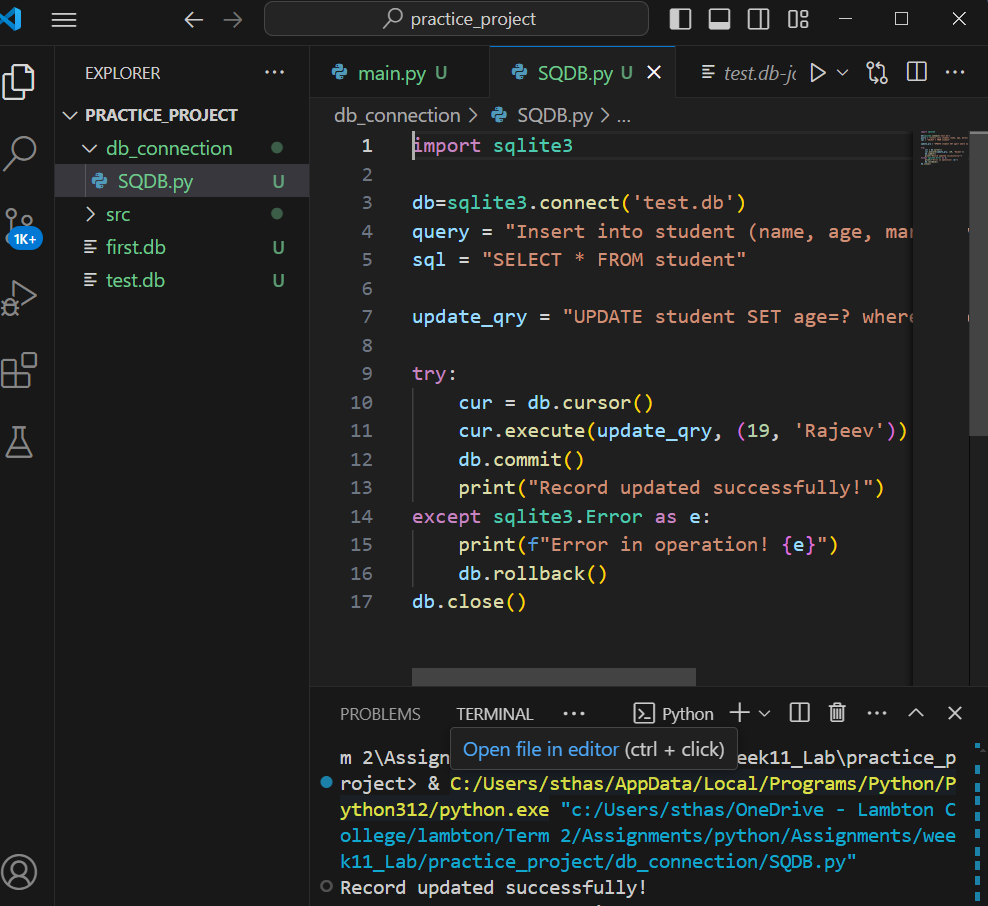 practice_project
EXPLORER
PRACTICE_PROJECT
db_connection
SQDB.py U
src
first.db U
test.db U
1K+
main.py U
SQDB.py U
test.db-jo
db_connection > SQDB.py > ...
1 import sqlite3
2
3 db=sqlite3.connect('test.db')
4 query = "Insert into student (name, age, mar
5 sql = "SELECT * FROM student"
6
7 update_qry = "UPDATE student SET age=? where
8
9 try:
10 cur = db.cursor()
11 cur.execute(update_qry, (19, 'Rajeev'))
12 db.commit()
13 print("Record updated successfully!")
14 except sqlite3.Error as e:
15 print(f"Error in operation! {e}")
16 db.rollback()
17 db.close()
PROBLEMS TERMINAL ... Python
Open file in editor (ctrl + click)
m 2\Assign eek11_Lab\practice_p
roject> & C:/Users/sthas/AppData/Local/Programs/Python/P
ython312/python.exe "c:/Users/sthas/OneDrive - Lambton C
ollege/lambton/Term 2/Assignments/python/Assignments/wee
k11_Lab/practice_project/db_connection/SQDB.py"
Record updated successfully!